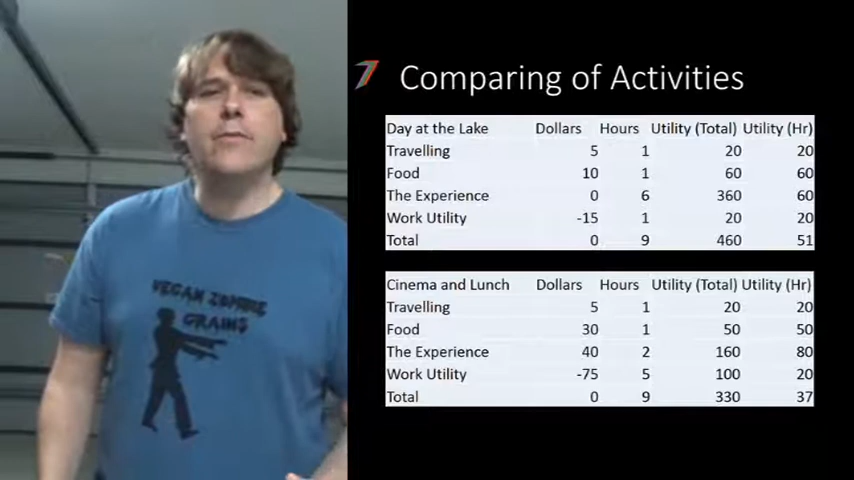 Comparing of Activities
Day at the Lake Dollars Hours Utility (Total) Utility (Hr)
Travelling 5 1 20 20
Food 10 1 60 60
The Experience 0 6 360 60
Work Utility -15 1 20 20
Total 0 9 460 51
Cinema and Lunch Dollars Hours Utility (Total) Utility (Hr)
Travelling 5 1 20 20
Food 30 1 50 50
The Experience 40 2 160 80
Work Utility -75 5 100 20
Total 0 9 330 37
VEGAN ZOMBIE
GRAINS